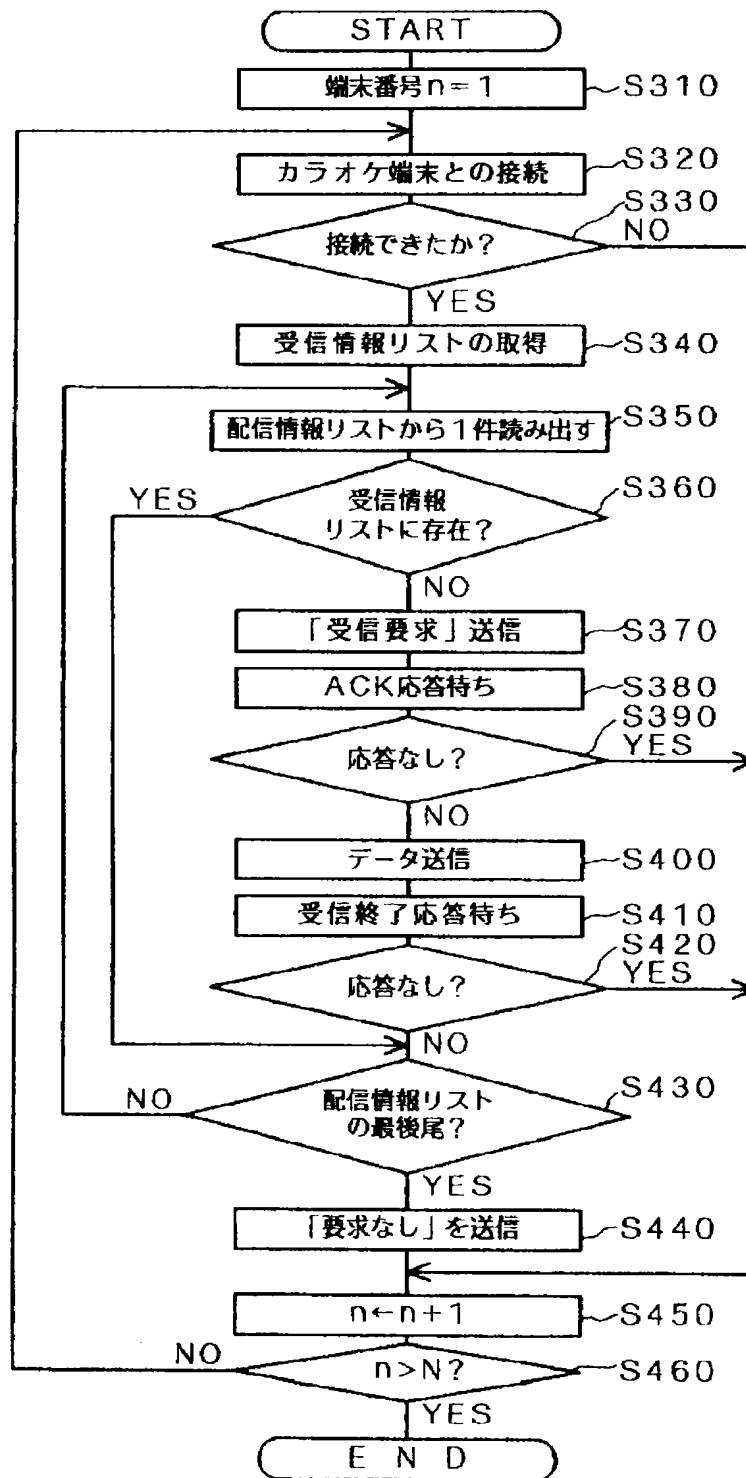 START
端末番号n=1
S310
カラオケ端末との接続
S320
接続できたか?
S330
NO
YES
受信情報リストの取得
S340
配信情報リストから1件読み出す
S350
受信情報
リストに存在?
S360
YES
NO
「受信要求」送信
S370
ACK応答待ち
S380
応答なし?
S390
YES
NO
データ送信
S400
受信終了応答待ち
S410
応答なし?
S420
YES
NO
配信情報リスト
の最後尾?
S430
NO
YES
「要求なし」を送信
S440
n←n+1
S450
n>N?
S460
NO
YES
END